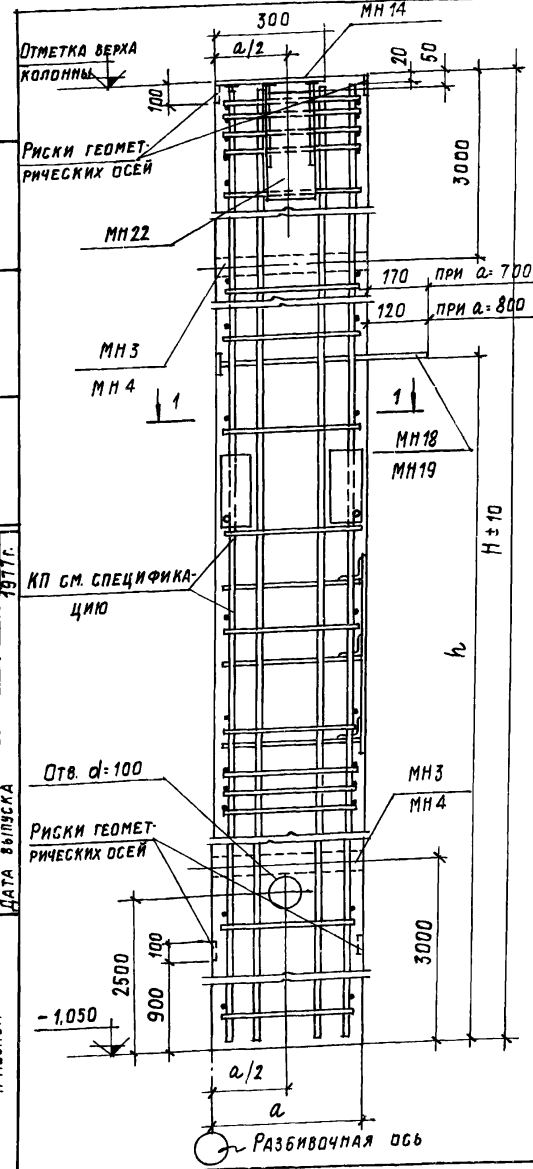 300
МН 14
а/2
ОТМЕТКА ВЕРХА
КОЛОННЫ
100
20
50
РИСКИ ГЕОМЕТ-
РИЧЕСКИХ ОСЕЙ
3000
МН22
170 ПРИ а=700
120 ПРИ а=800
МН3
МН4
1
1
МН18
МН19
Н±10
КП СМ. СПЕЦИФИКА-
ЦИЮ
1977г.
h
ДАТА ВЫПУСКА
ОТВ. d=100
МН3
МН4
РИСКИ ГЕОМЕТ-
РИЧЕСКИХ ОСЕЙ
100
2500
900
3000
-1,050
а/2
а
РАЗБИВОЧНАЯ ОСЬ